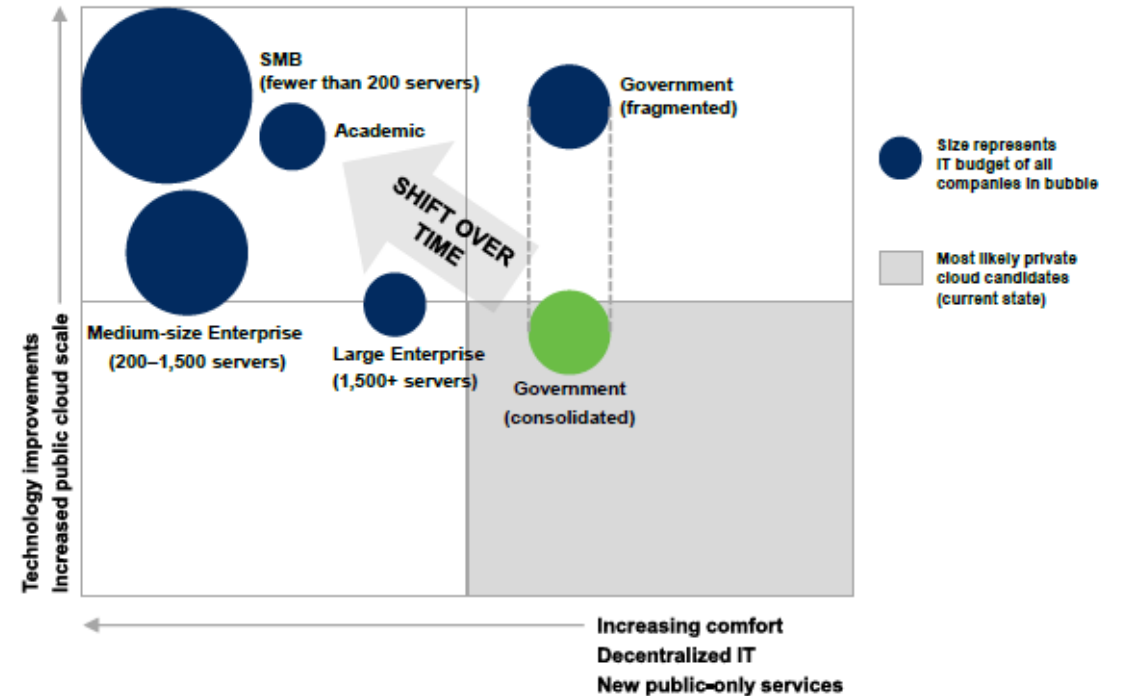 SMB
(fewer than 200 servers)
Academic
Government
(fragmented)
Size represents
IT budget of all
companies in bubble
SHIFT OVER
TIME
Most likely private
cloud candidates
(current state)
Medium-size Enterprise
(200–1,500 servers)
Large Enterprise
(1,500+ servers)
Government
(consolidated)
Technology improvements
Increased public cloud scale
Increasing comfort
Decentralized IT
New public-only services